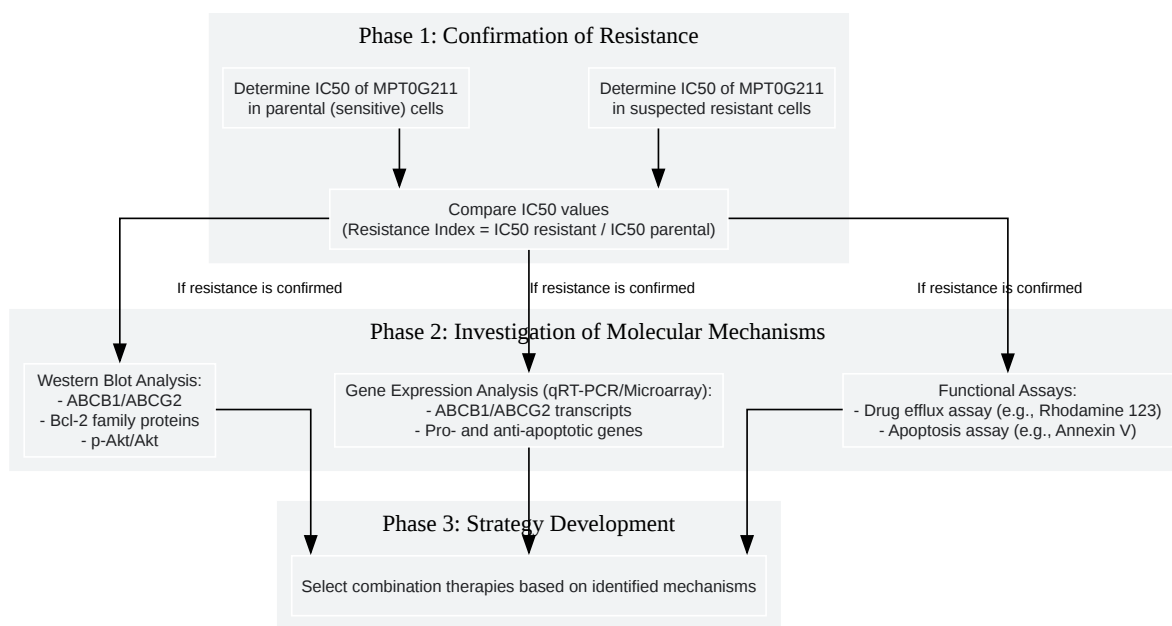 Phase 1: Confirmation of Resistance
Determine IC50 of MPT0G211
in parental (sensitive) cells
Determine IC50 of MPT0G211
in suspected resistant cells
Compare IC50 values
(Resistance Index = IC50 resistant / IC50 parental)
If resistance is confirmed
If resistance is confirmed
If resistance is confirmed
Phase 2: Investigation of Molecular Mechanisms
Western Blot Analysis:
- ABCB1/ABCG2
- Bcl-2 family proteins
- p-Akt/Akt
Gene Expression Analysis (qRT-PCR/Microarray):
- ABCB1/ABCG2 transcripts
- Pro- and anti-apoptotic genes
Functional Assays:
- Drug efflux assay (e.g., Rhodamine 123)
- Apoptosis assay (e.g., Annexin V)
Phase 3: Strategy Development
Select combination therapies based on identified mechanisms